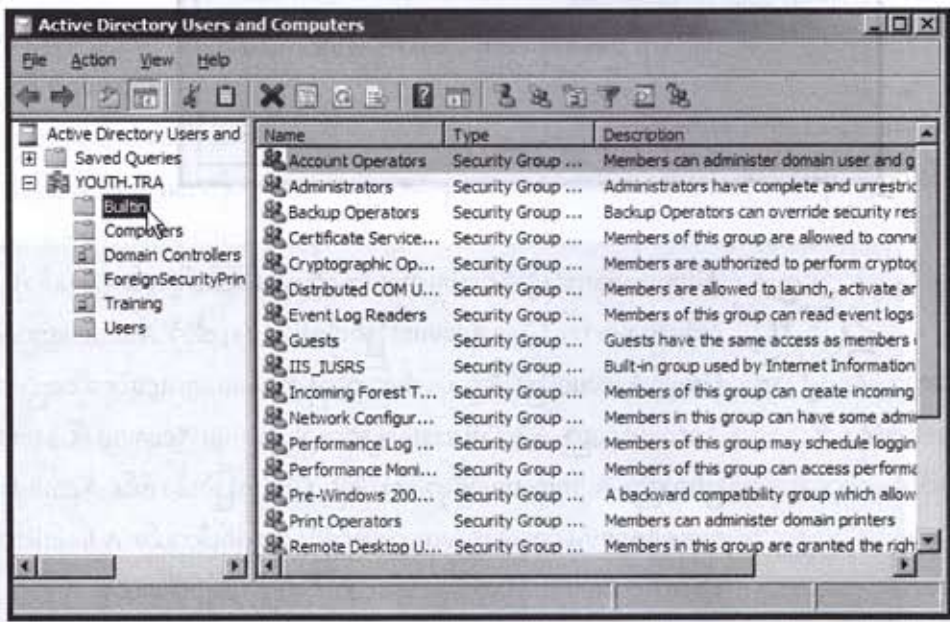 Active Directory Users and Computers
File Action View Help
Active Directory Users and
Saved Queries
YOUTH.TRA
Builtin
Computers
Domain Controllers
ForeignSecurityPrin
Training
Users
Name Type Description
Account Operators Security Group ... Members can administer domain user and g
Administrators Security Group ... Administrators have complete and unrestric
Backup Operators Security Group ... Backup Operators can override security res
Certificate Service... Security Group ... Members of this group are allowed to conne
Cryptographic Op... Security Group ... Members are authorized to perform cryptog
Distributed COM U... Security Group ... Members are allowed to launch, activate an
Event Log Readers Security Group ... Members of this group can read event logs
Guests Security Group ... Guests have the same access as members
IIS_IUSRS Security Group ... Built-in group used by Internet Information
Incoming Forest T... Security Group ... Members of this group can create incoming
Network Configur... Security Group ... Members in this group can have some admi
Performance Log ... Security Group ... Members of this group may schedule loggin
Performance Moni... Security Group ... Members of this group can access performa
Pre-Windows 200... Security Group ... A backward compatibility group which allow
Print Operators Security Group ... Members can administer domain printers
Remote Desktop U... Security Group ... Members in this group are granted the righ